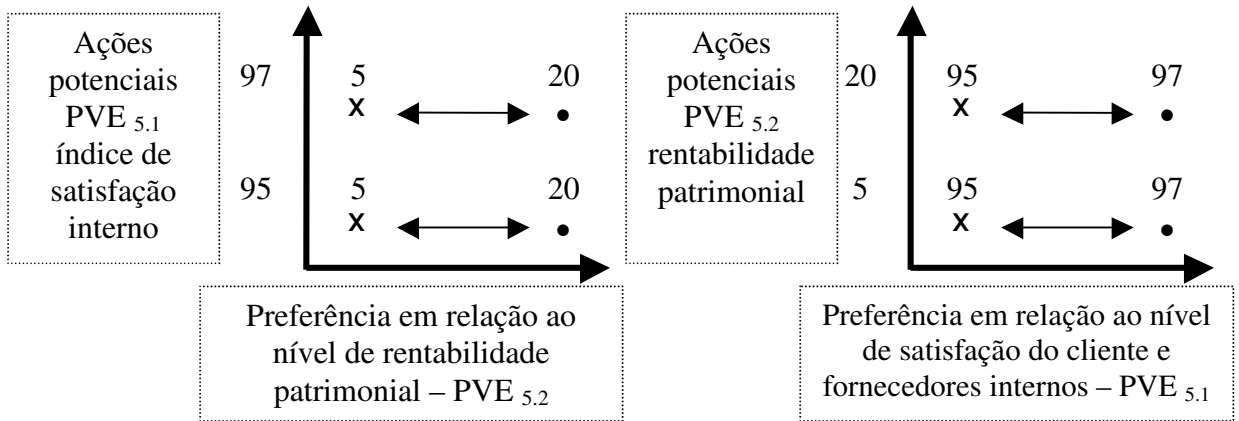 Ações
potenciais
PVE 5.1
índice de
satisfação
interno
97 5 20
x •
95 5 20
x •
Preferência em relação ao
nível de rentabilidade
patrimonial – PVE 5.2
Ações
potenciais
PVE 5.2
rentabilidade
patrimonial
20 95 97
x •
5 95 97
x •
Preferência em relação ao nível
de satisfação do cliente e
fornecedores internos – PVE 5.1